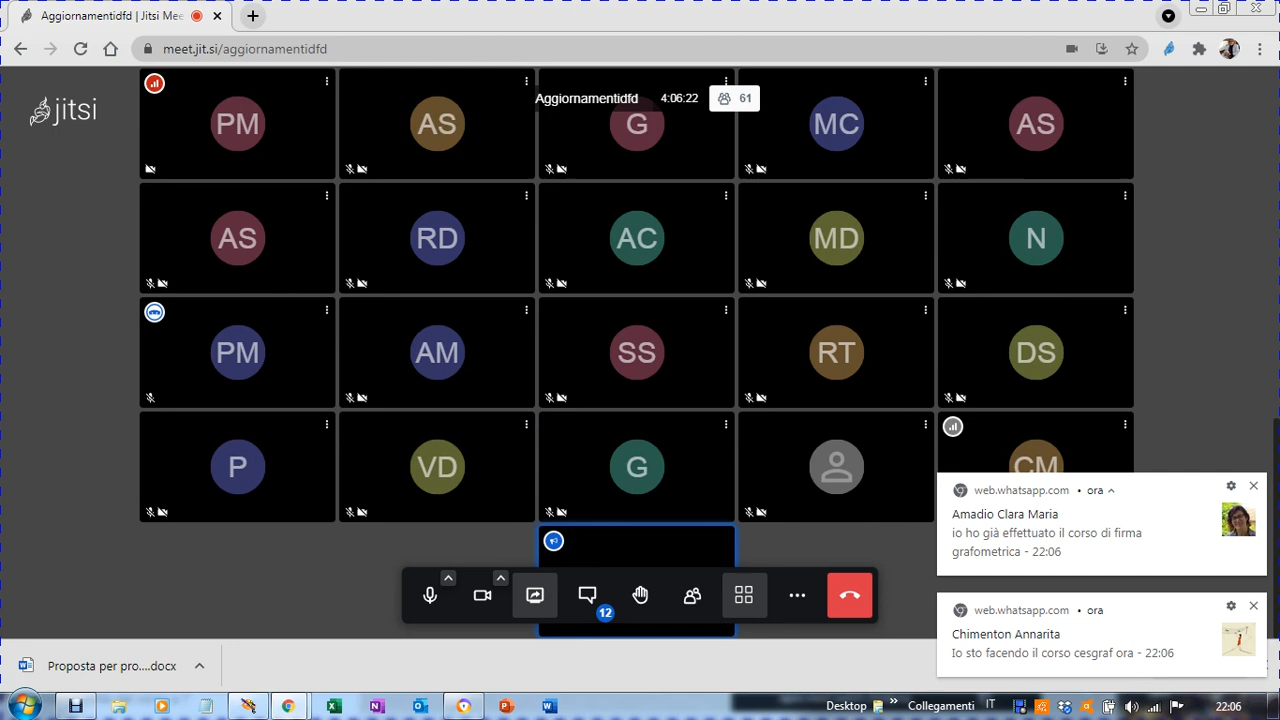 Aggiornamentidfd | Jitsi Mee
meet.jit.si/aggiornamentidfd
jitsi
Aggiornamentidfd 4:06:22 61
PM AS G MC AS
AS RD AC MD N
PM AM SS RT DS
P VD G CM
web.whatsapp.com • ora
Amadio Clara Maria
io ho già effettuato il corso di firma
grafometrica - 22:06
web.whatsapp.com • ora
Chimenton Annarita
Io sto facendo il corso cesgraf ora - 22:06
12
Proposta per pro....docx
Desktop » Collegamenti IT 22:06